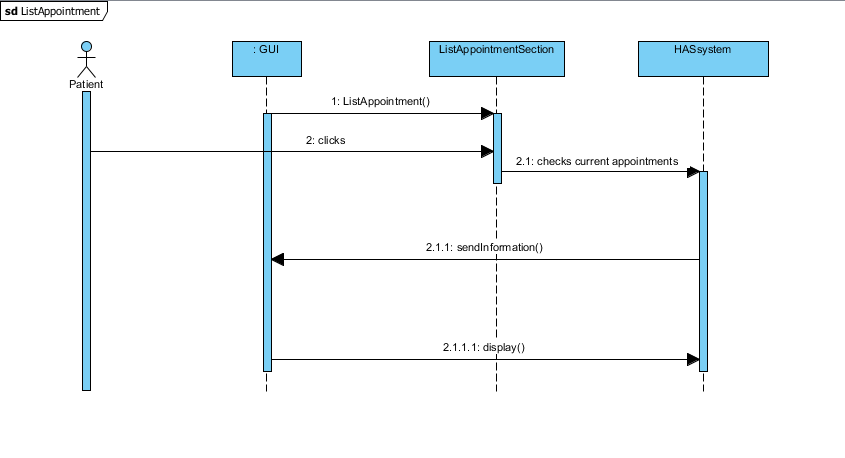 sd ListAppointment
Patient
: GUI
ListAppointmentSection
HASsystem
1: ListAppointment()
2: clicks
2.1: checks current appointments
2.1.1: sendInformation()
2.1.1.1: display()